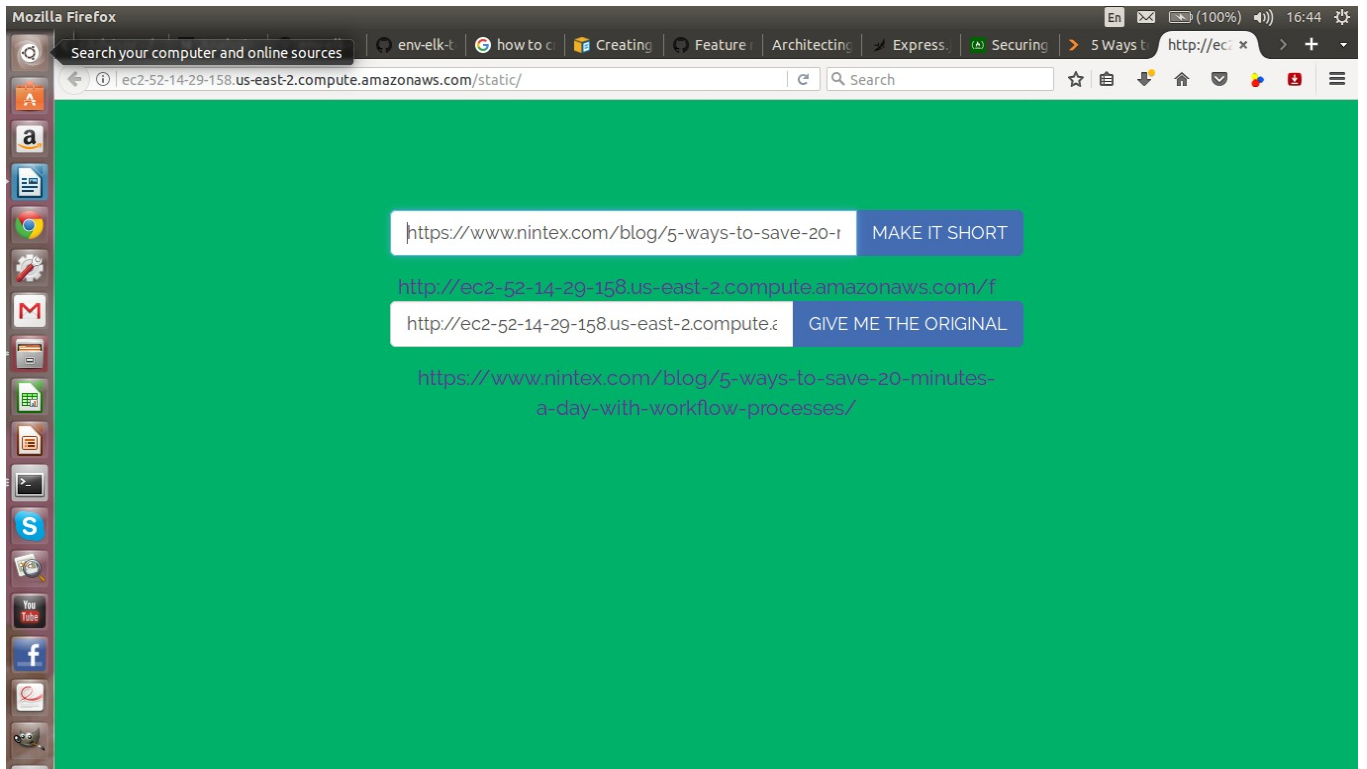 Mozilla Firefox
En
(100%)
16:44
Search your computer and online sources
env-elk-t
how to c
Creating
Feature
Architecting
Express.
Securing
5 Ways t
http://ec2
ec2-52-14-29-158.us-east-2.compute.amazonaws.com/static/
Search
https://www.nintex.com/blog/5-ways-to-save-20-r
MAKE IT SHORT
http://ec2-52-14-29-158.us-east-2.compute.amazonaws.com/f
http://ec2-52-14-29-158.us-east-2.compute.a
GIVE ME THE ORIGINAL
https://www.nintex.com/blog/5-ways-to-save-20-minutes-
a-day-with-workflow-processes/
You
Tube